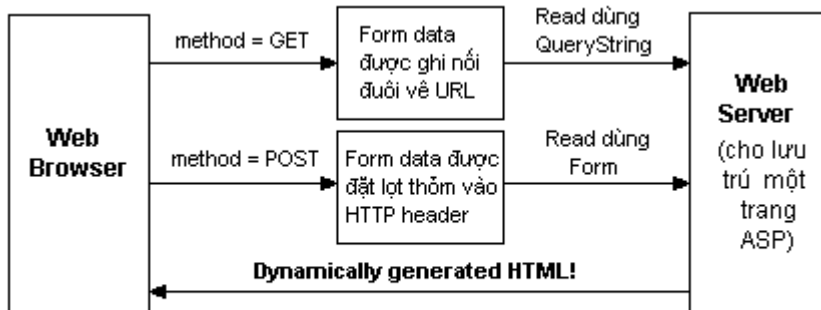 method = GET
Form data
được ghi nối
đuôi về URL
Read dùng
QueryString
Web
Browser
Web
Server
(cho lưu
trú một
trang
ASP)
method = POST
Form data được
đặt lọt thỏm vào
HTTP header
Read dùng
Form
Dynamically generated HTML!